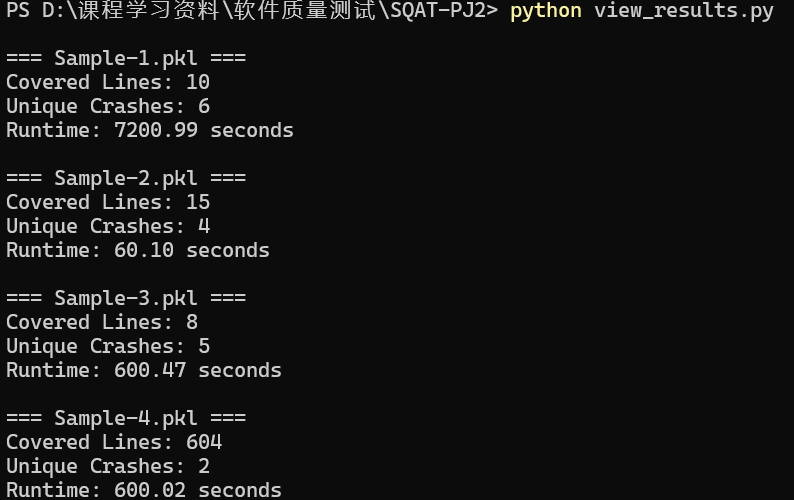 PS D:\课程学习资料\软件质量测试\SQAT-PJ2> python view_results.py
=== Sample-1.pkl ===
Covered Lines: 10
Unique Crashes: 6
Runtime: 7200.99 seconds
=== Sample-2.pkl ===
Covered Lines: 15
Unique Crashes: 4
Runtime: 60.10 seconds
=== Sample-3.pkl ===
Covered Lines: 8
Unique Crashes: 5
Runtime: 600.47 seconds
=== Sample-4.pkl ===
Covered Lines: 604
Unique Crashes: 2
Runtime: 600.02 seconds